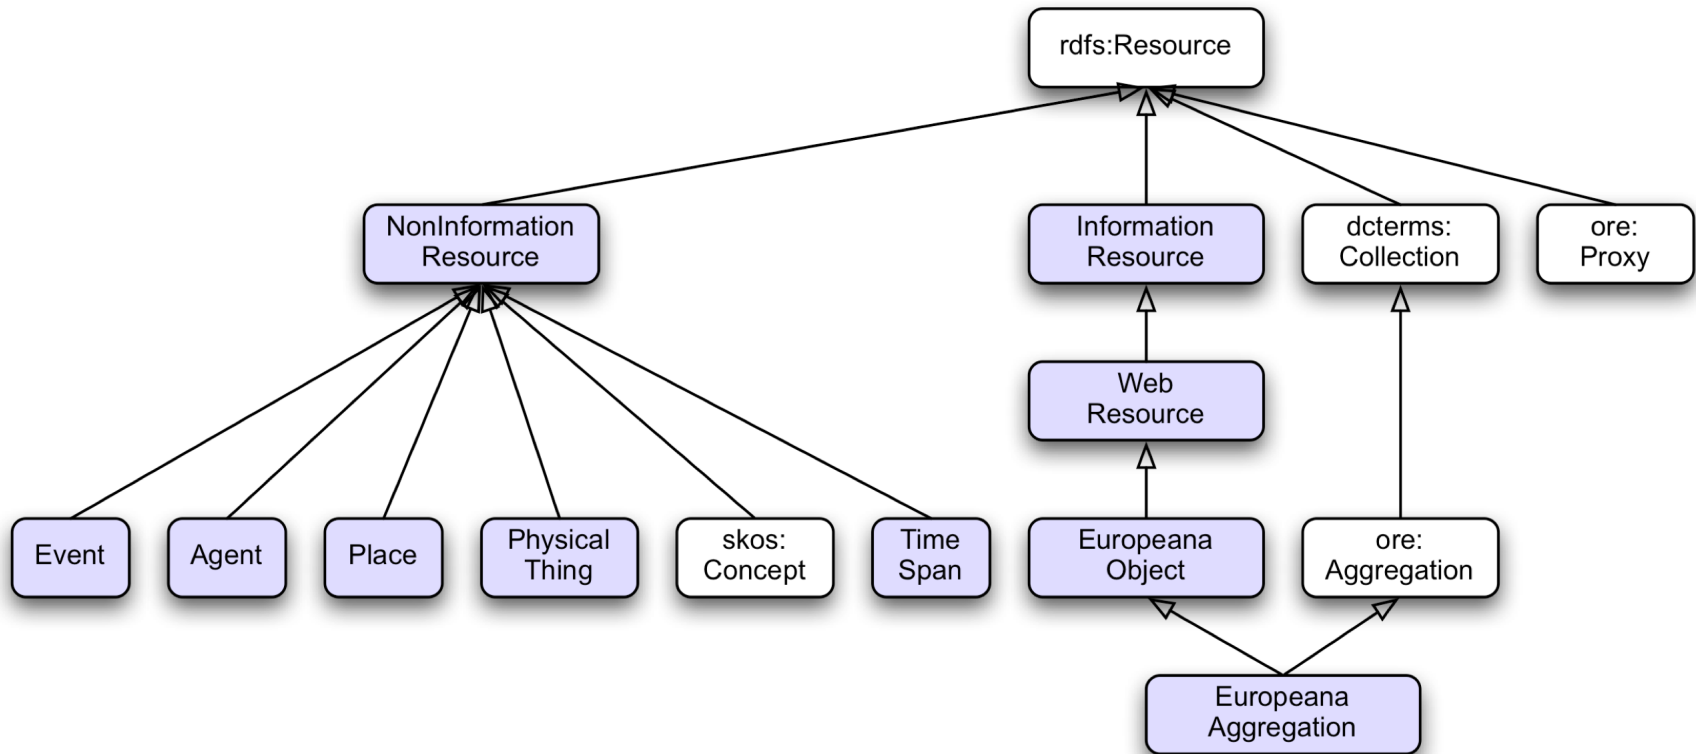 rdfs:Resource
NonInformation
Resource
Information
Resource
dcterms:
Collection
ore:
Proxy
Web
Resource
Event
Agent
Place
Physical
Thing
skos:
Concept
Time
Span
Europeana
Object
ore:
Aggregation
Europeana
Aggregation